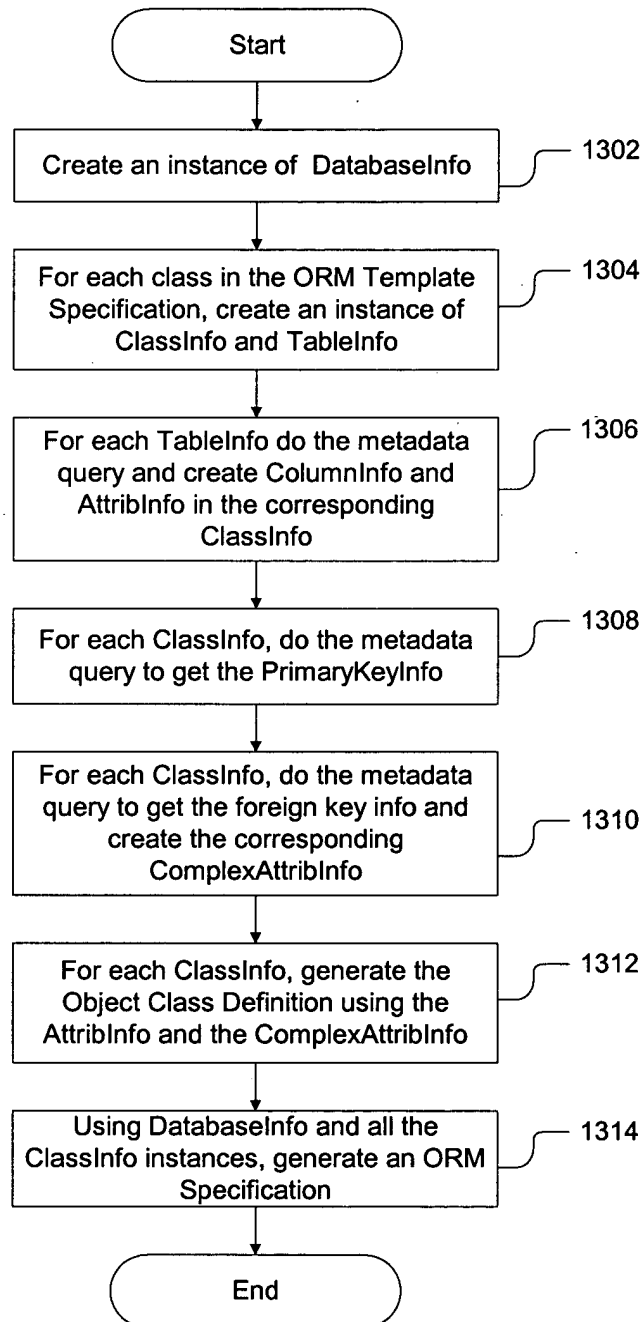 Start
Create an instance of DatabaseInfo
1302
For each class in the ORM Template
Specification, create an instance of
ClassInfo and TableInfo
1304
For each TableInfo do the metadata
query and create ColumnInfo and
AttribInfo in the corresponding
ClassInfo
1306
For each ClassInfo, do the metadata
query to get the PrimaryKeyInfo
1308
For each ClassInfo, do the metadata
query to get the foreign key info and
create the corresponding
ComplexAttribInfo
1310
For each ClassInfo, generate the
Object Class Definition using the
AttribInfo and the ComplexAttribInfo
1312
Using DatabaseInfo and all the
ClassInfo instances, generate an ORM
Specification
1314
End